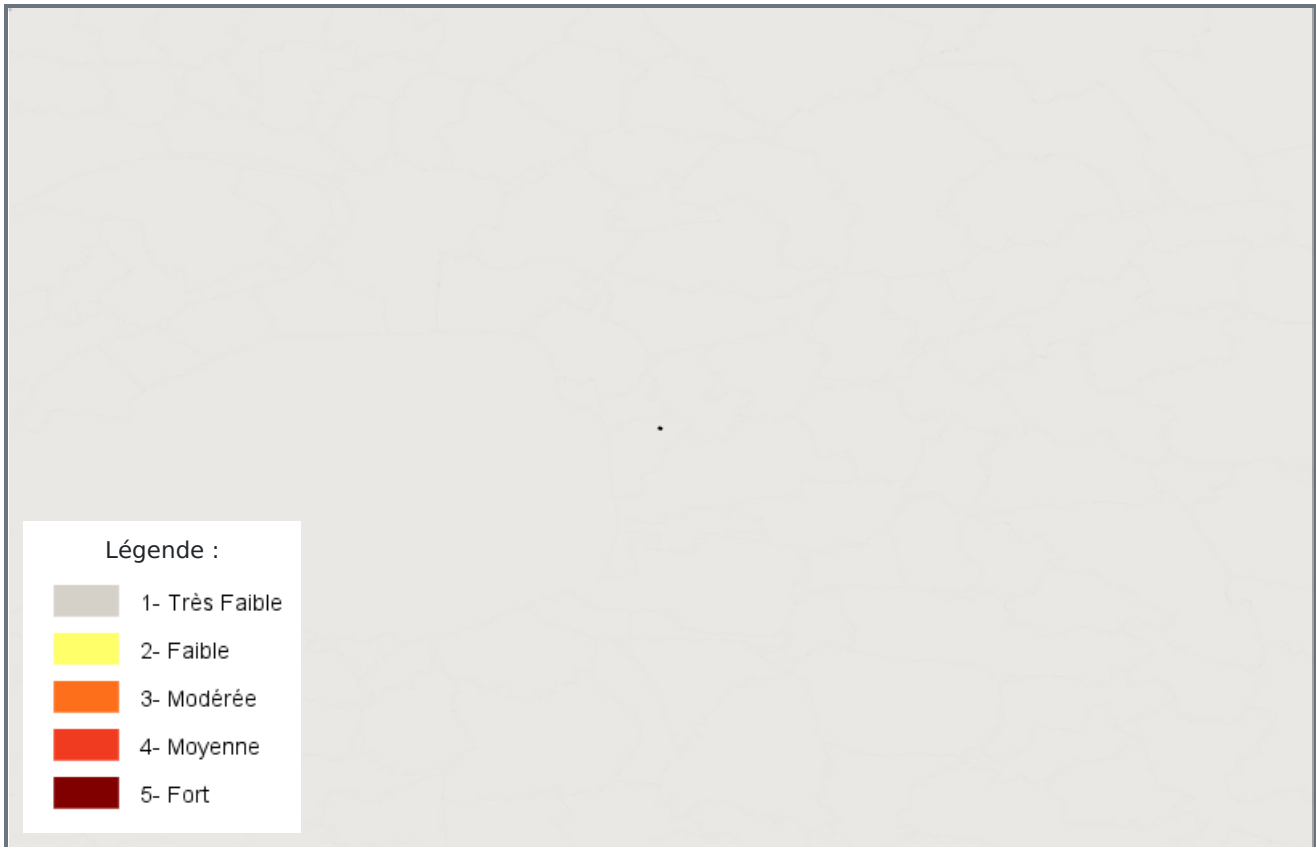 Légende :
1- Très Faible
2- Faible
3- Modérée
4- Moyenne
5- Fort